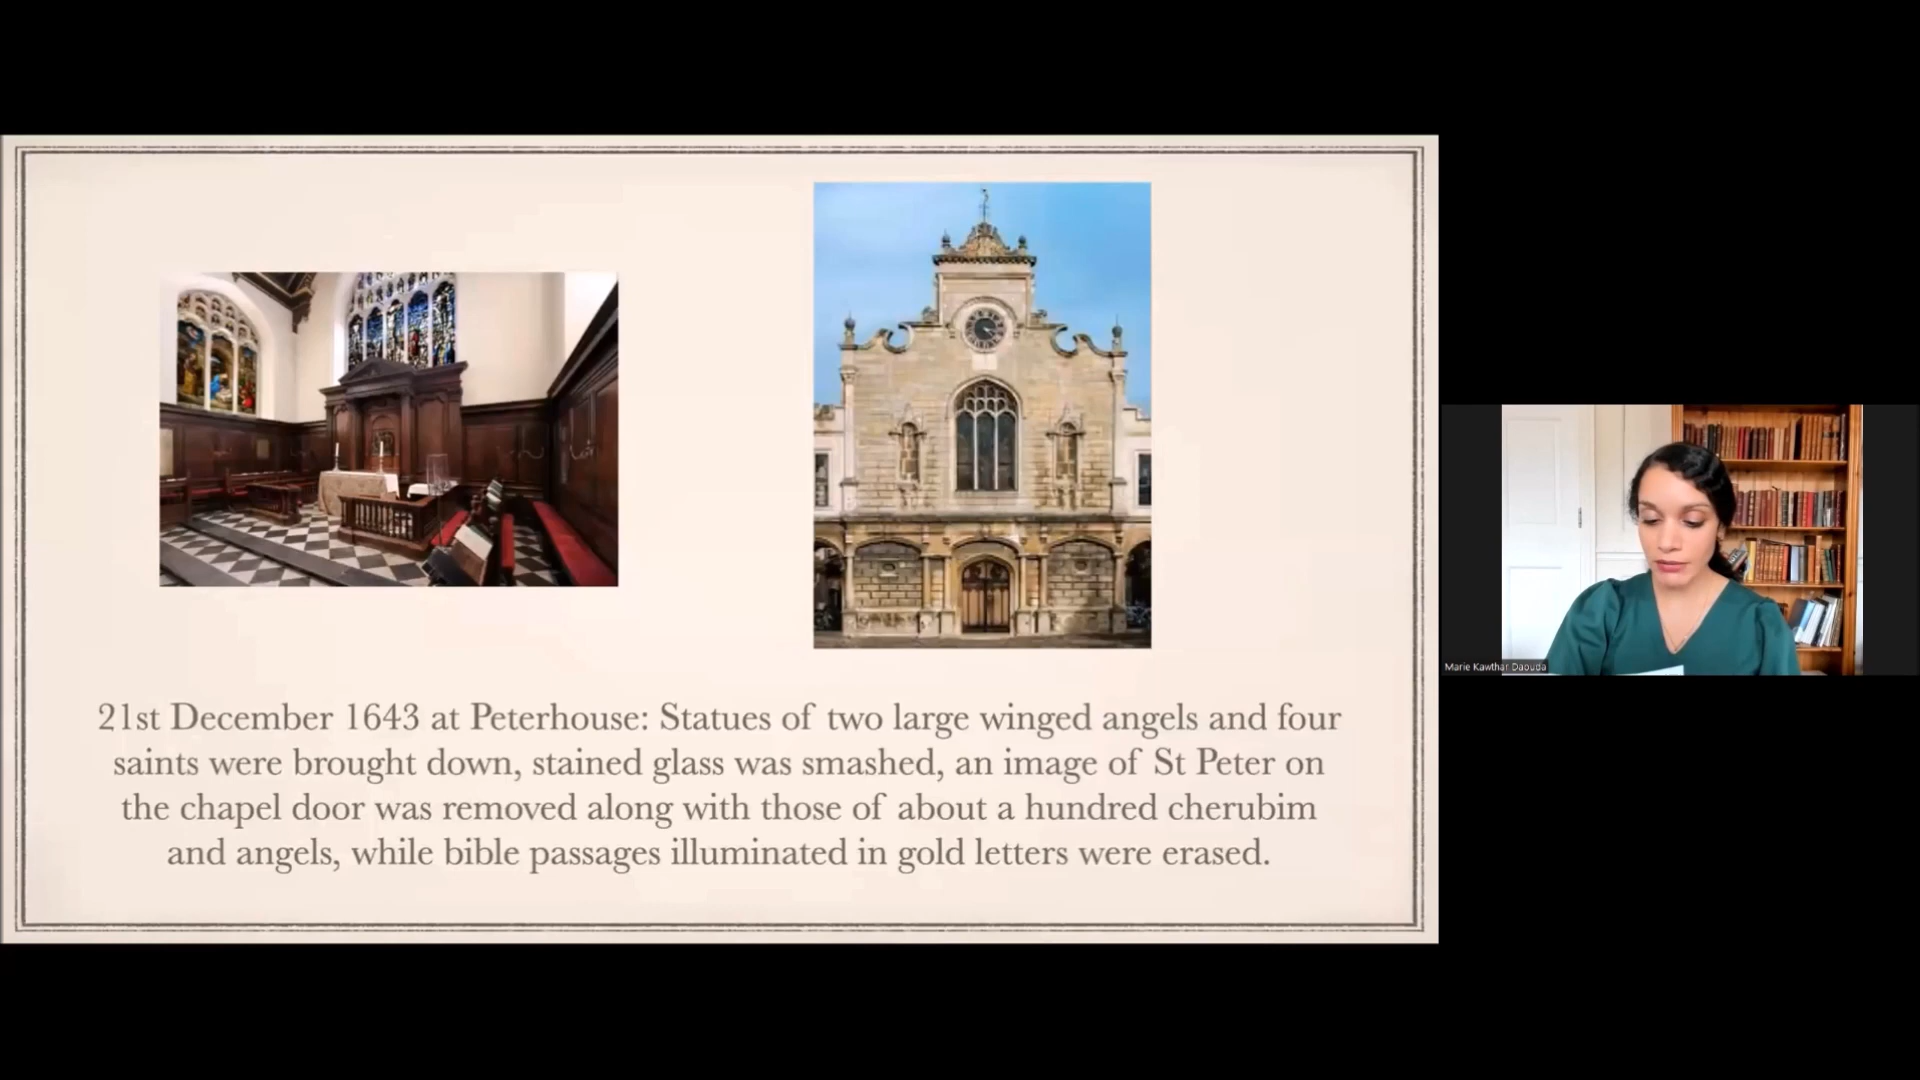 21st December 1643 at Peterhouse: Statues of two large winged angels and four
saints were brought down, stained glass was smashed, an image of St Peter on
the chapel door was removed along with those of about a hundred cherubim
and angels, while bible passages illuminated in gold letters were erased.
Marie Kawthar Daouda